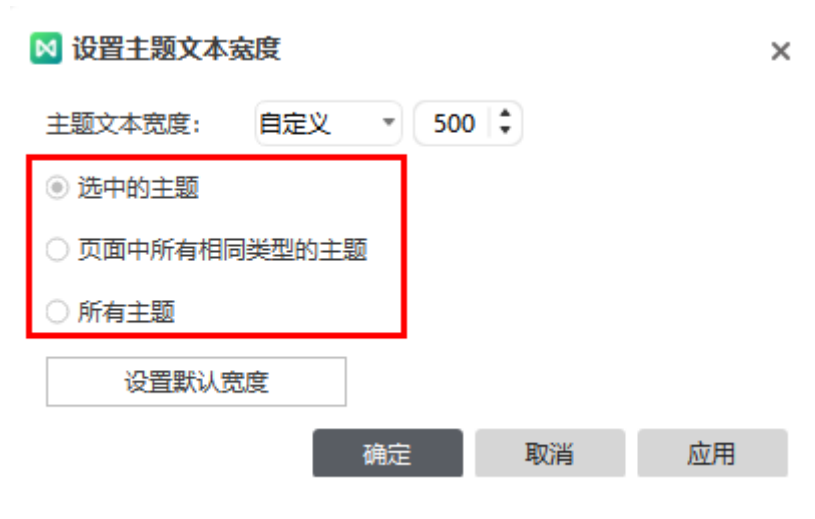 设置主题文本宽度
主题文本宽度： 自定义 500
选中的主题
页面中所有相同类型的主题
所有主题
设置默认宽度
确定 取消 应用